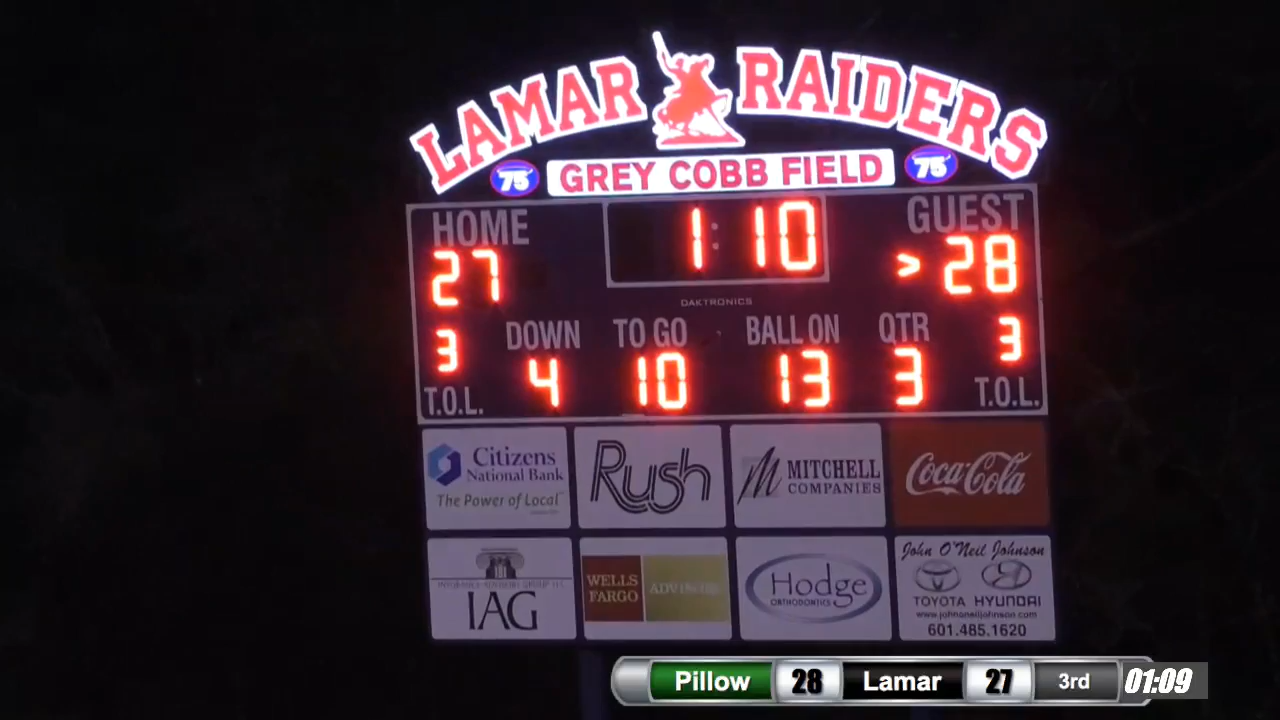 LAMAR RAIDERS
75 GREY COBB FIELD 75
HOME 1:10 GUEST
27 > 28
DAKTRONICS
DOWN TO GO BALL ON QTR
3 4 10 13 3 3
T.O.L. T.O.L.
Citizens National Bank
The Power of Local
Rush
MITCHELL COMPANIES
Coca-Cola
IAG
WELLS FARGO ADVISORS
Hodge ORTHODONTICS
John O'Neil Johnson
TOYOTA HYUNDAI
www.johnoneiljohnson.com
601.485.1620
Pillow 28 Lamar 27 3rd 01:09